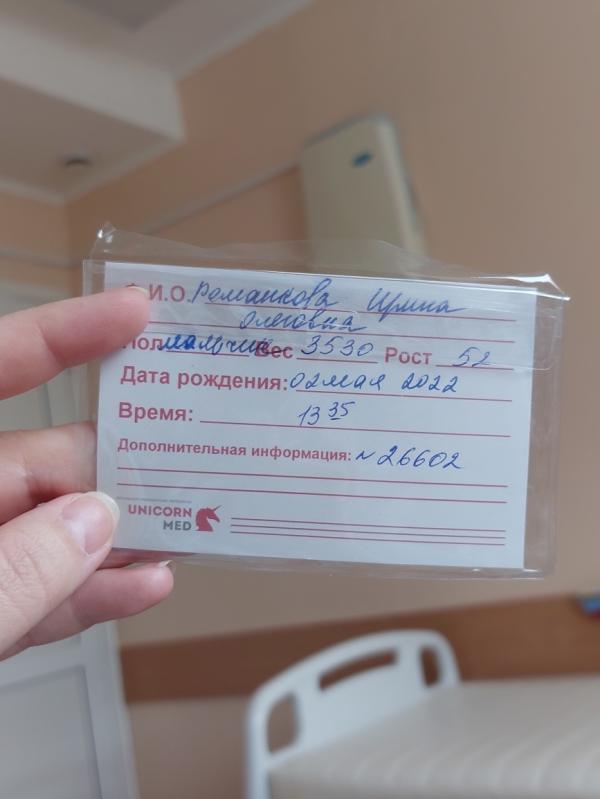 И.О. Романкова Ирина
Олеговна
Пол мальчик Вес 3530 Рост 52
Дата рождения: 02 мая 2022
Время: 13 35
Дополнительная информация: N 26602
UNICORN
MED